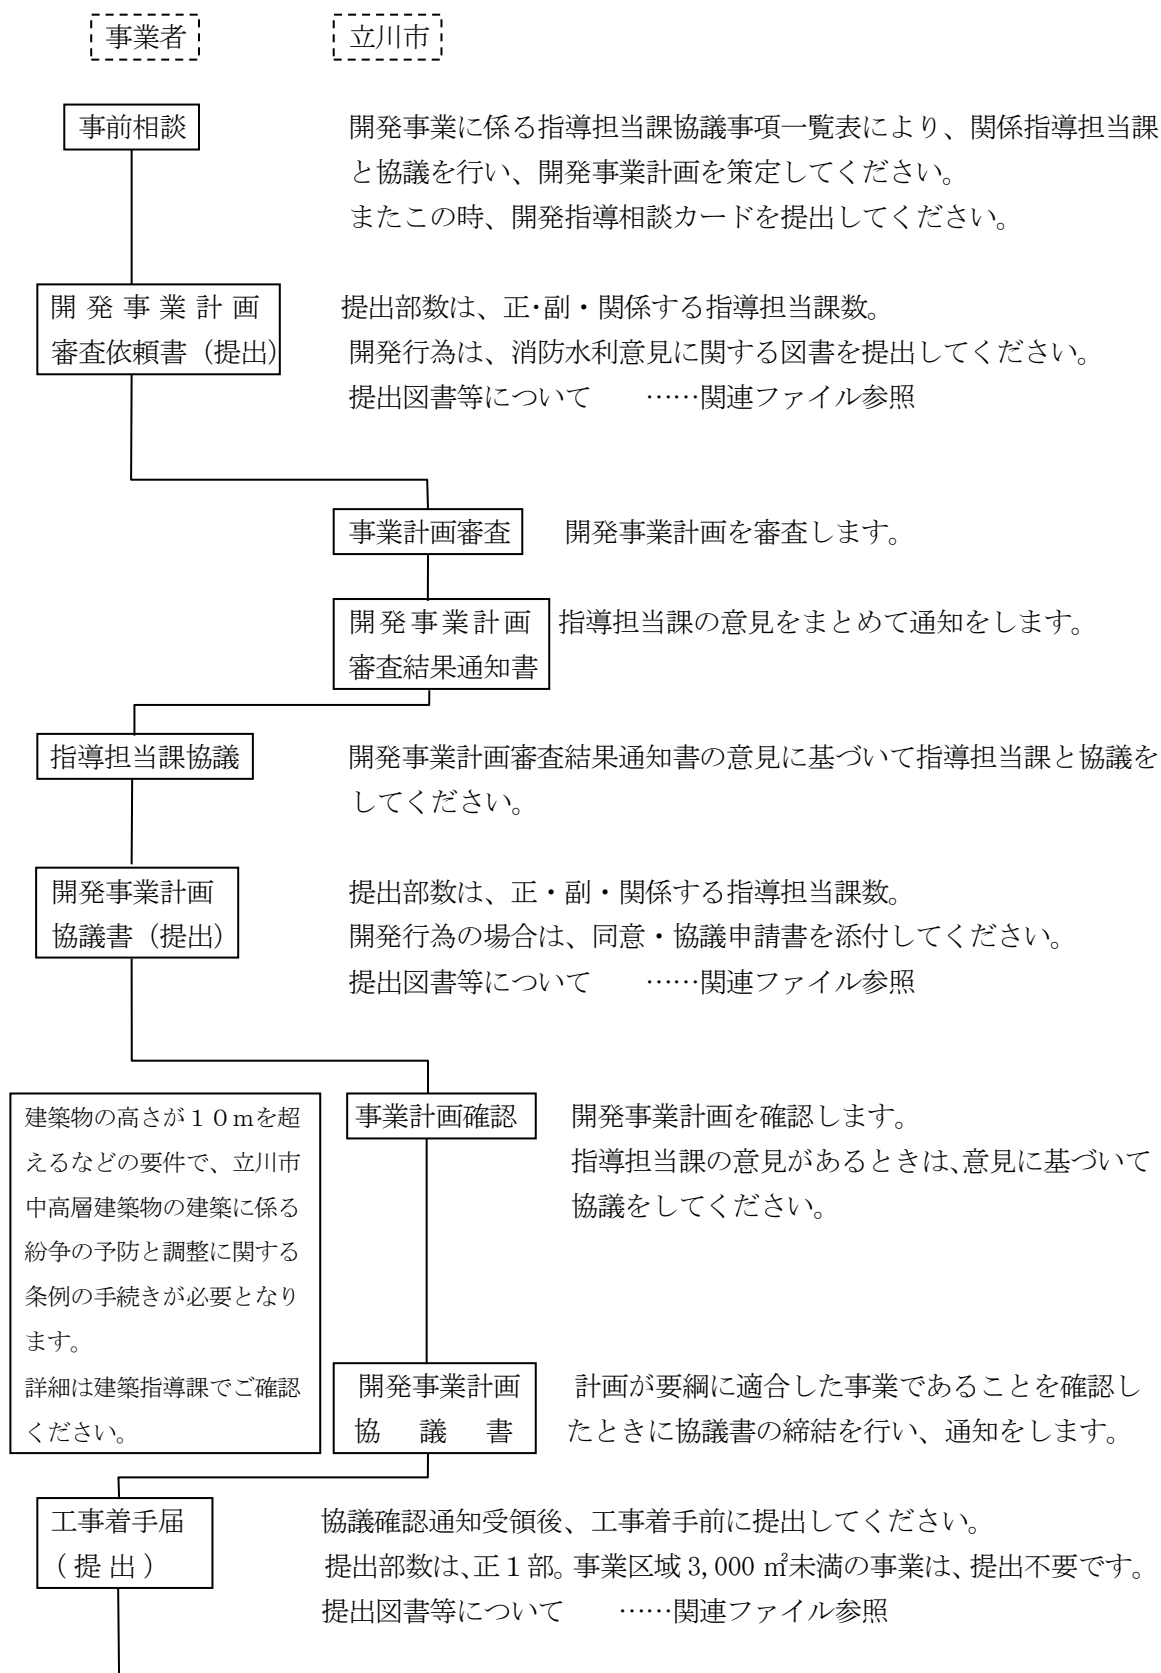 事業者　立川市
事前相談
開発事業に係る指導担当課協議事項一覧表により、関係指導担当課
と協議を行い、開発事業計画を策定してください。
またこの時、開発指導相談カードを提出してください。
開発事業計画
審査依頼書（提出）
提出部数は、正・副・関係する指導担当課数。
開発行為は、消防水利意見に関する図書を提出してください。
提出図書等について　　……関連ファイル参照
事業計画審査
開発事業計画を審査します。
開発事業計画
審査結果通知書
指導担当課の意見をまとめて通知をします。
指導担当課協議
開発事業計画審査結果通知書の意見に基づいて指導担当課と協議を
してください。
開発事業計画
協議書（提出）
提出部数は、正・副・関係する指導担当課数。
開発行為の場合は、同意・協議申請書を添付してください。
提出図書等について　　……関連ファイル参照
建築物の高さが１０ｍを超
えるなどの要件で、立川市
中高層建築物の建築に係る
紛争の予防と調整に関する
条例の手続きが必要となり
ます。
詳細は建築指導課でご確認
ください。
事業計画確認
開発事業計画を確認します。
指導担当課の意見があるときは、意見に基づいて
協議をしてください。
開発事業計画
協　議　書
計画が要綱に適合した事業であることを確認し
たときに協議書の締結を行い、通知をします。
工事着手届
（提出）
協議確認通知受領後、工事着手前に提出してください。
提出部数は、正１部。事業区域 3,000 ㎡未満の事業は、提出不要です。
提出図書等について　　……関連ファイル参照